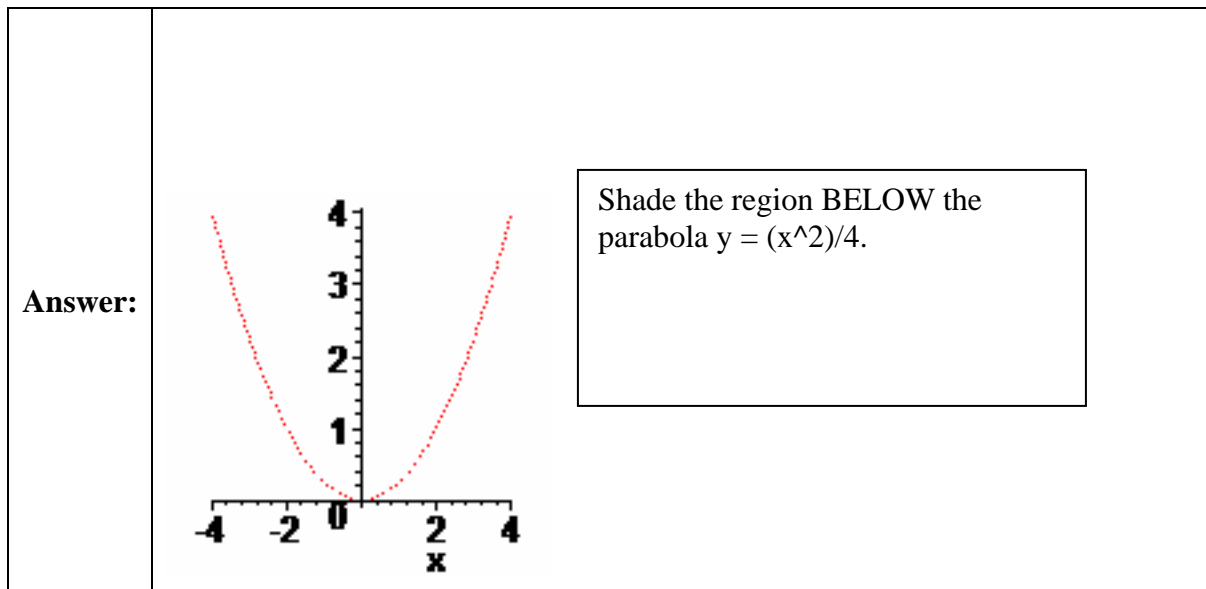 Answer:
Shade the region BELOW the
parabola y = (x^2)/4.
4
3
2
1
-4 -2 0 2 4
x